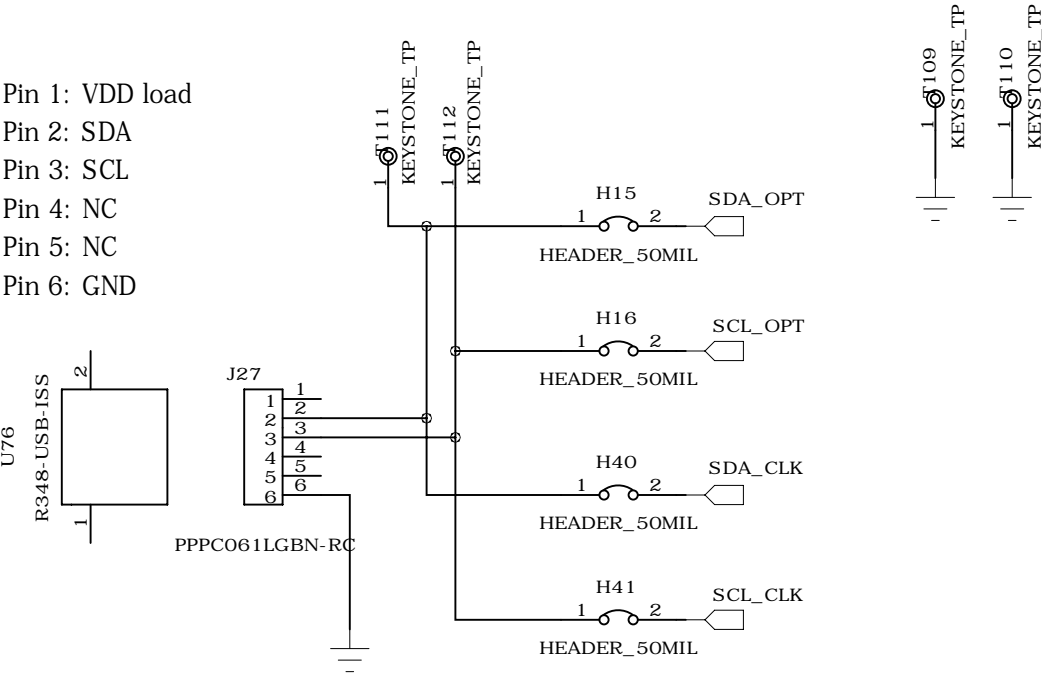 Pin 1: VDD load
Pin 2: SDA
Pin 3: SCL
Pin 4: NC
Pin 5: NC
Pin 6: GND
T111
KEYSTONE_TP
1
T112
KEYSTONE_TP
1
T109
KEYSTONE_TP
1
T110
KEYSTONE_TP
1
H15
1 2
SDA_OPT
HEADER_50MIL
H16
1 2
SCL_OPT
HEADER_50MIL
U76
R348-USB-ISS
2
1
J27
1 1
2 2
3 3
4 4
5 5
6 6
PPPC061LGBN-RC
H40
1 2
SDA_CLK
HEADER_50MIL
H41
1 2
SCL_CLK
HEADER_50MIL